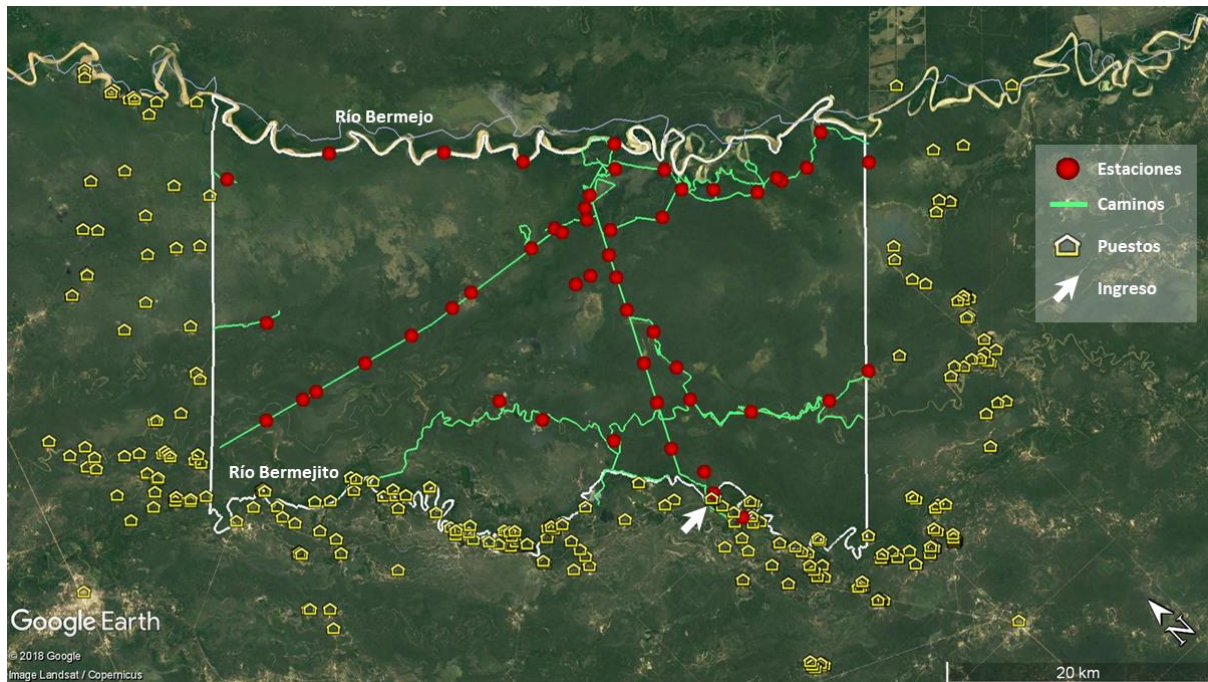 Río Bermejo
Estaciones
Caminos
Puestos
Ingreso
Río Bermejito
Google Earth
© 2018 Google
Image Landsat / Copernicus
N
20 km